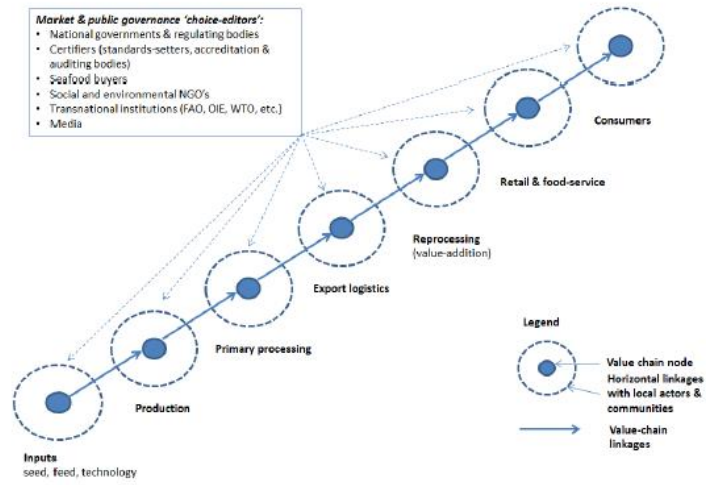 Market & public governance ‘choice-editors’:
• National governments & regulating bodies
• Certifiers (standards-setters, accreditation &
auditing bodies)
• Seafood buyers
• Social and environmental NGO’s
• Transnational institutions (FAO, OIE, WTO, etc.)
• Media
Consumers
Retail & food-service
Reprocessing
(value-addition)
Export logistics
Primary processing
Production
Inputs
seed, feed, technology
Legend
Value chain node
Horizontal linkages
with local actors &
communities
Value-chain
linkages